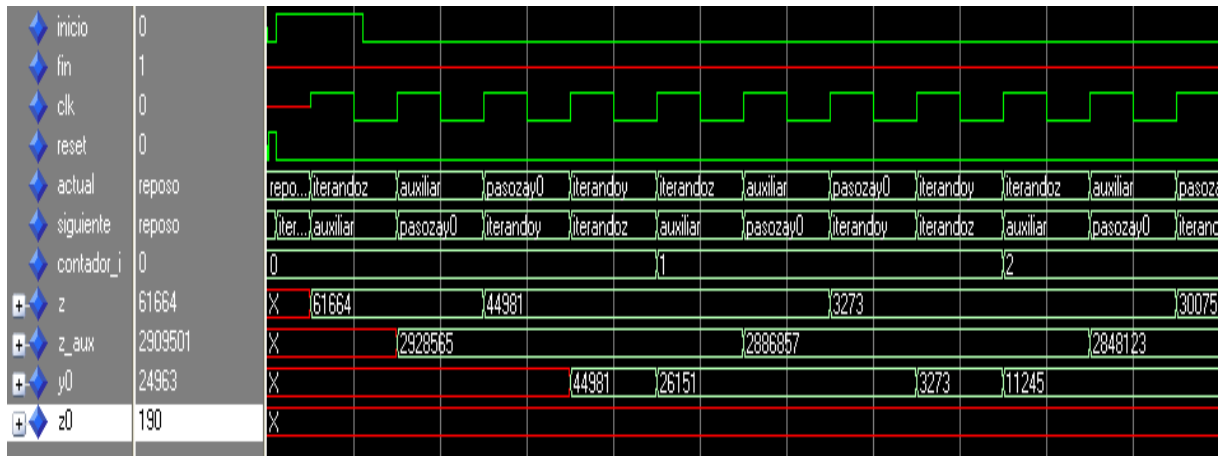 inicio 0
fin 1
clk 0
reset 0
actual reposo repo... iterandoz auxiliar pasozay0 iterandoy iterandoz auxiliar pasozay0 iterandoy iterandoz auxiliar pasoza
siguiente reposo iter... auxiliar pasozay0 iterandoy iterandoz auxiliar pasozay0 iterandoy iterandoz auxiliar pasozay0 iterand
contador_i 0 0 1 2
z 61664 X 61664 44981 3273 30075
z_aux 2909501 X 2928565 2886857 2848123
y0 24963 X 44981 26151 3273 11245
z0 190 X